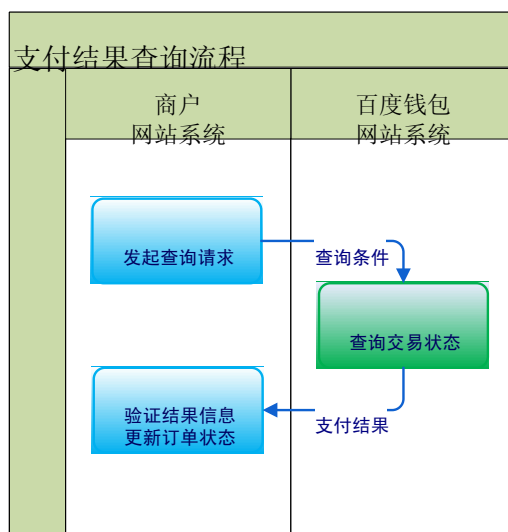 支付结果查询流程
商户
网站系统
百度钱包
网站系统
发起查询请求
查询条件
查询交易状态
验证结果信息
更新订单状态
支付结果